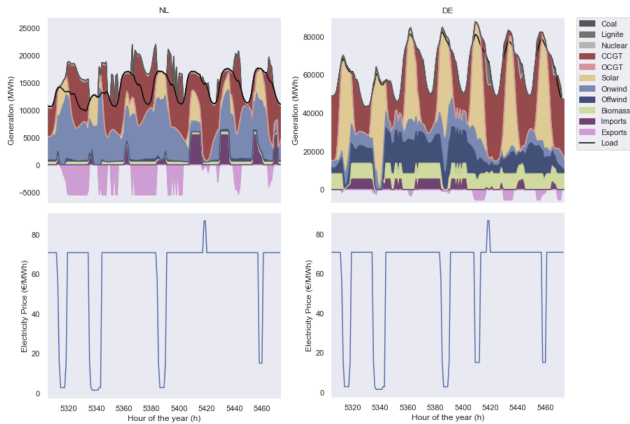 NL
DE
Generation (MWh)
25000
20000
15000
10000
5000
0
−5000
Generation (MWh)
80000
60000
40000
20000
0
Coal
Lignite
Nuclear
CCGT
OCGT
Solar
Onwind
Offwind
Biomass
Imports
Exports
Load
Electricity Price (€/MWh)
80
60
40
20
0
5320 5340 5360 5380 5400 5420 5440 5460
Hour of the year (h)
Electricity Price (€/MWh)
80
60
40
20
0
5320 5340 5360 5380 5400 5420 5440 5460
Hour of the year (h)